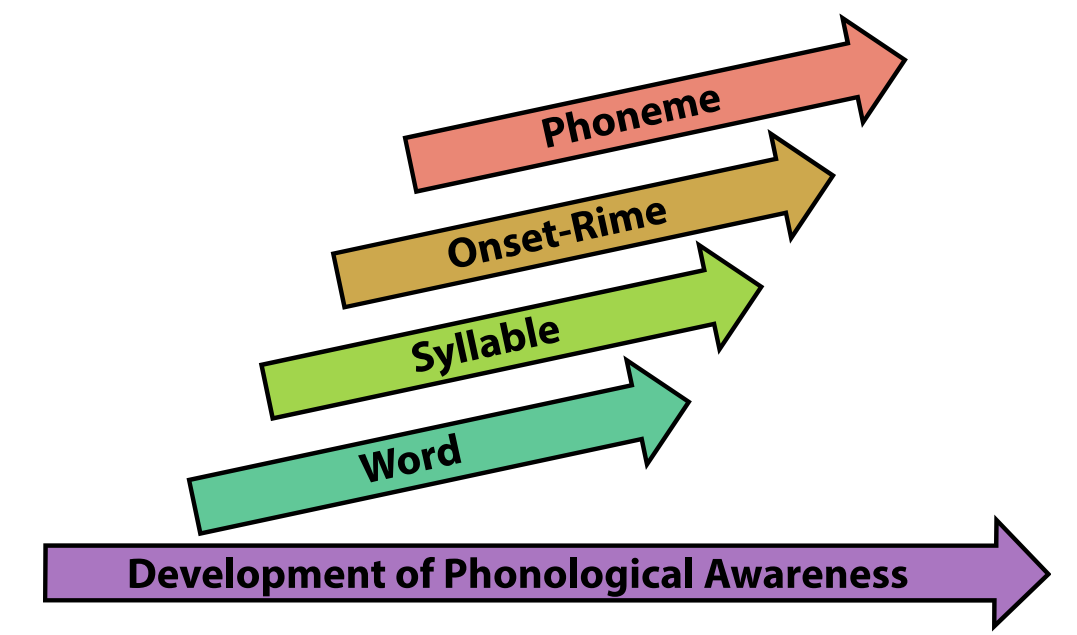 Phoneme
Onset-Rime
Syllable
Word
Development of Phonological Awareness